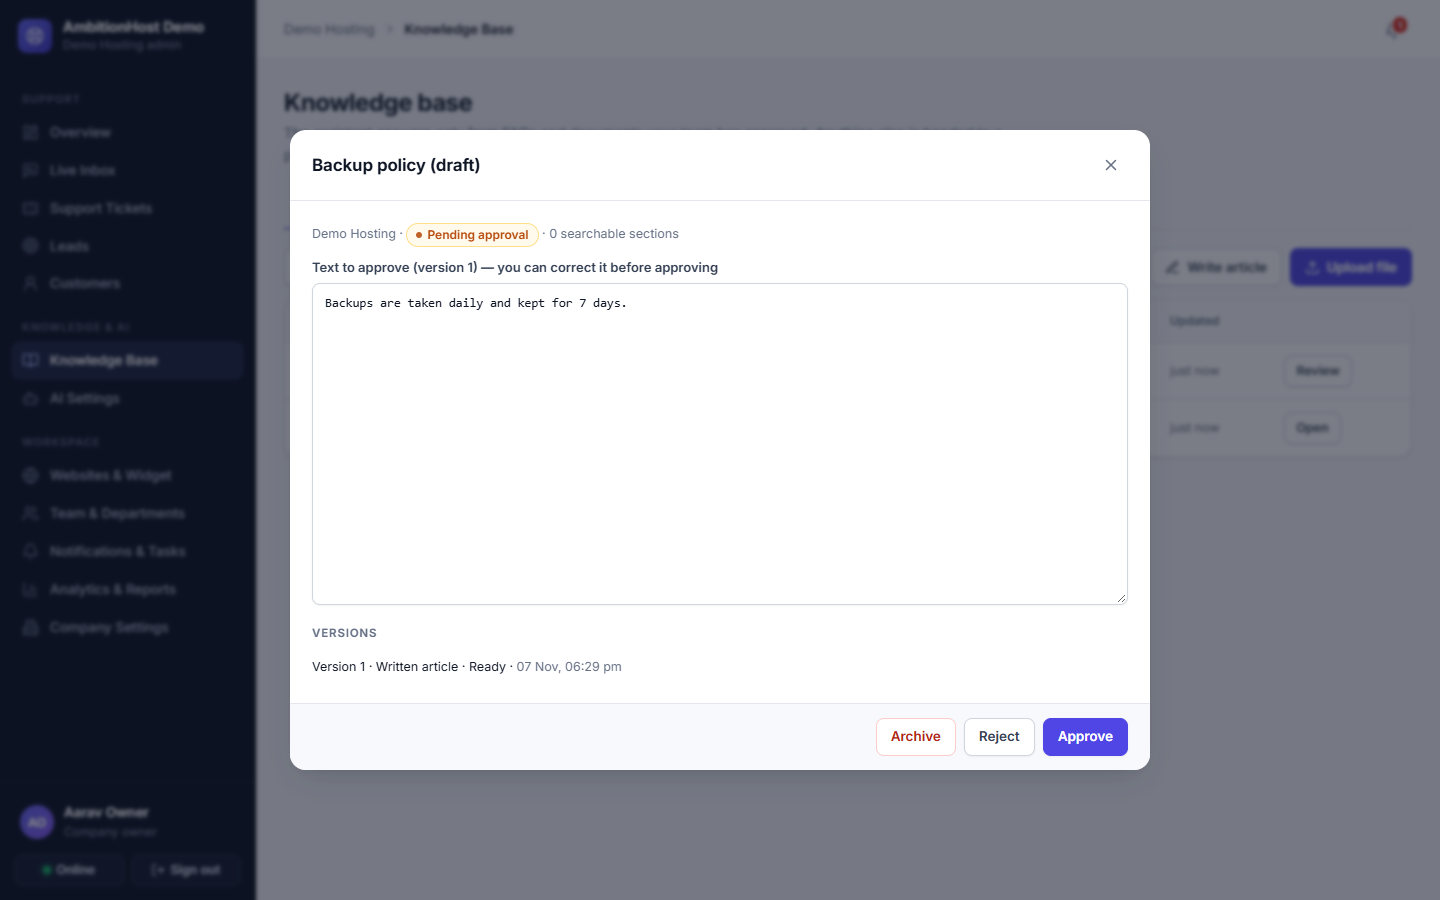 AmbitionHost Demo
Demo Hosting admin
SUPPORT
Overview
Live Inbox
Support Tickets
Leads
Customers
KNOWLEDGE & AI
Knowledge Base
AI Settings
WORKSPACE
Websites & Widget
Team & Departments
Notifications & Tasks
Analytics & Reports
Company Settings
AO
Aarav Owner
Company owner
Online
Sign out
Demo Hosting > Knowledge Base
Knowledge base
Write article
Upload file
Updated
just now
Review
just now
Open
Backup policy (draft)
Demo Hosting · Pending approval · 0 searchable sections
Text to approve (version 1) — you can correct it before approving
Backups are taken daily and kept for 7 days.
VERSIONS
Version 1 · Written article · Ready · 07 Nov, 06:29 pm
Archive
Reject
Approve